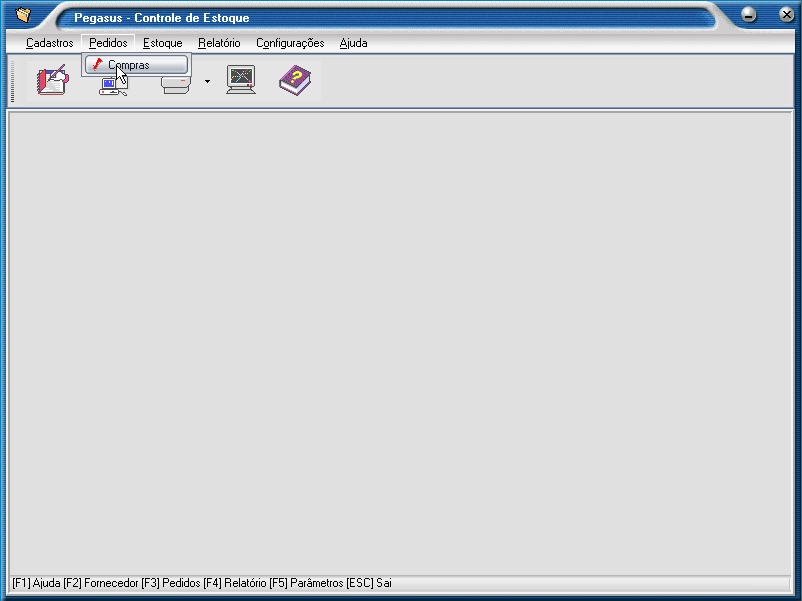 Pegasus - Controle de Estoque
Cadastros Pedidos Estoque Relatório Configurações Ajuda
Compras
[F1] Ajuda [F2] Fornecedor [F3] Pedidos [F4] Relatório [F5] Parâmetros [ESC] Sai